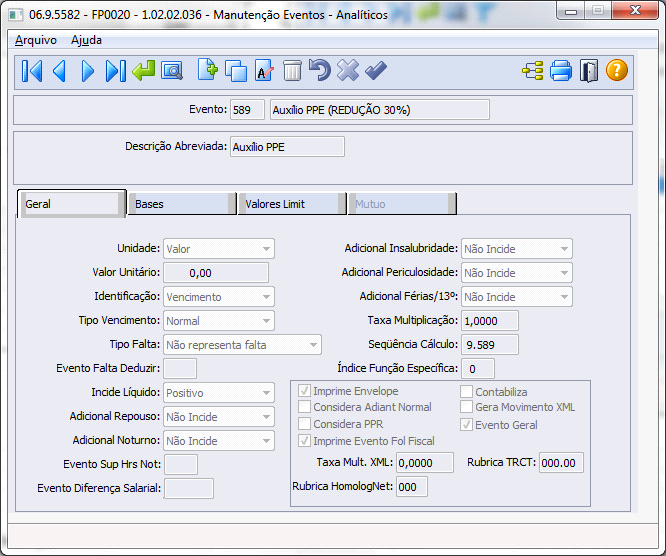 06.9.5582 - FP0020 - 1.02.02.036 - Manutenção Eventos - Analíticos
Arquivo Ajuda
Evento: 589 Auxílio PPE (REDUÇÃO 30%)
Descrição Abreviada: Auxílio PPE
Geral Bases Valores Limit Mutuo
Unidade: Valor Adicional Insalubridade: Não Incide
Valor Unitário: 0,00 Adicional Periculosidade: Não Incide
Identificação: Vencimento Adicional Férias/13º: Não Incide
Tipo Vencimento: Normal Taxa Multiplicação: 1,0000
Tipo Falta: Não representa falta Seqüência Cálculo: 9.589
Evento Falta Deduzir: Índice Função Específica: 0
Incide Líquido: Positivo Imprime Envelope Contabiliza
Adicional Repouso: Não Incide Considera Adiant Normal Gera Movimento XML
Considera PPR Evento Geral
Adicional Noturno: Não Incide Imprime Evento Fol Fiscal
Evento Sup Hrs Not: Taxa Mult. XML: 0,0000 Rubrica TRCT: 000.00
Evento Diferença Salarial: Rubrica HomologNet: 000